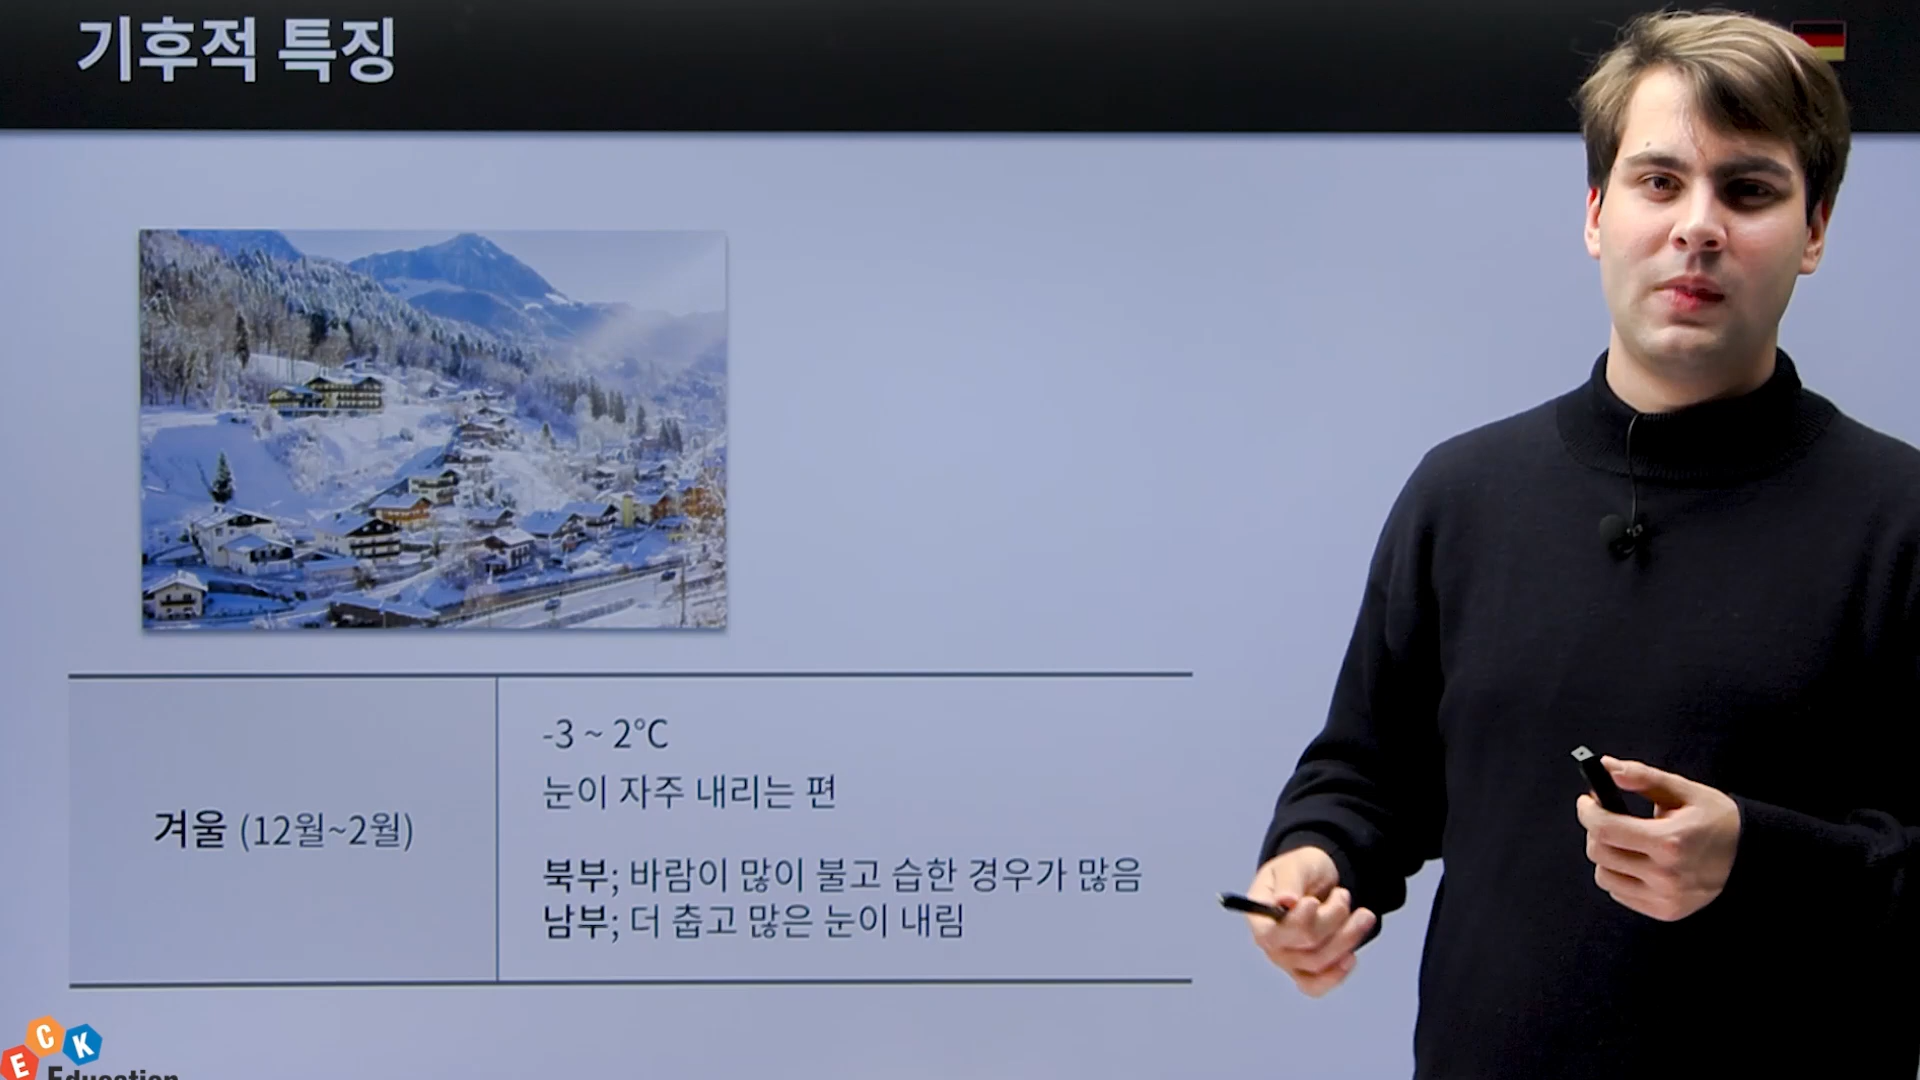 기후적 특징
겨울 (12월~2월)
-3 ~ 2°C
눈이 자주 내리는 편
북부; 바람이 많이 불고 습한 경우가 많음
남부; 더 춥고 많은 눈이 내림
ECK
Education